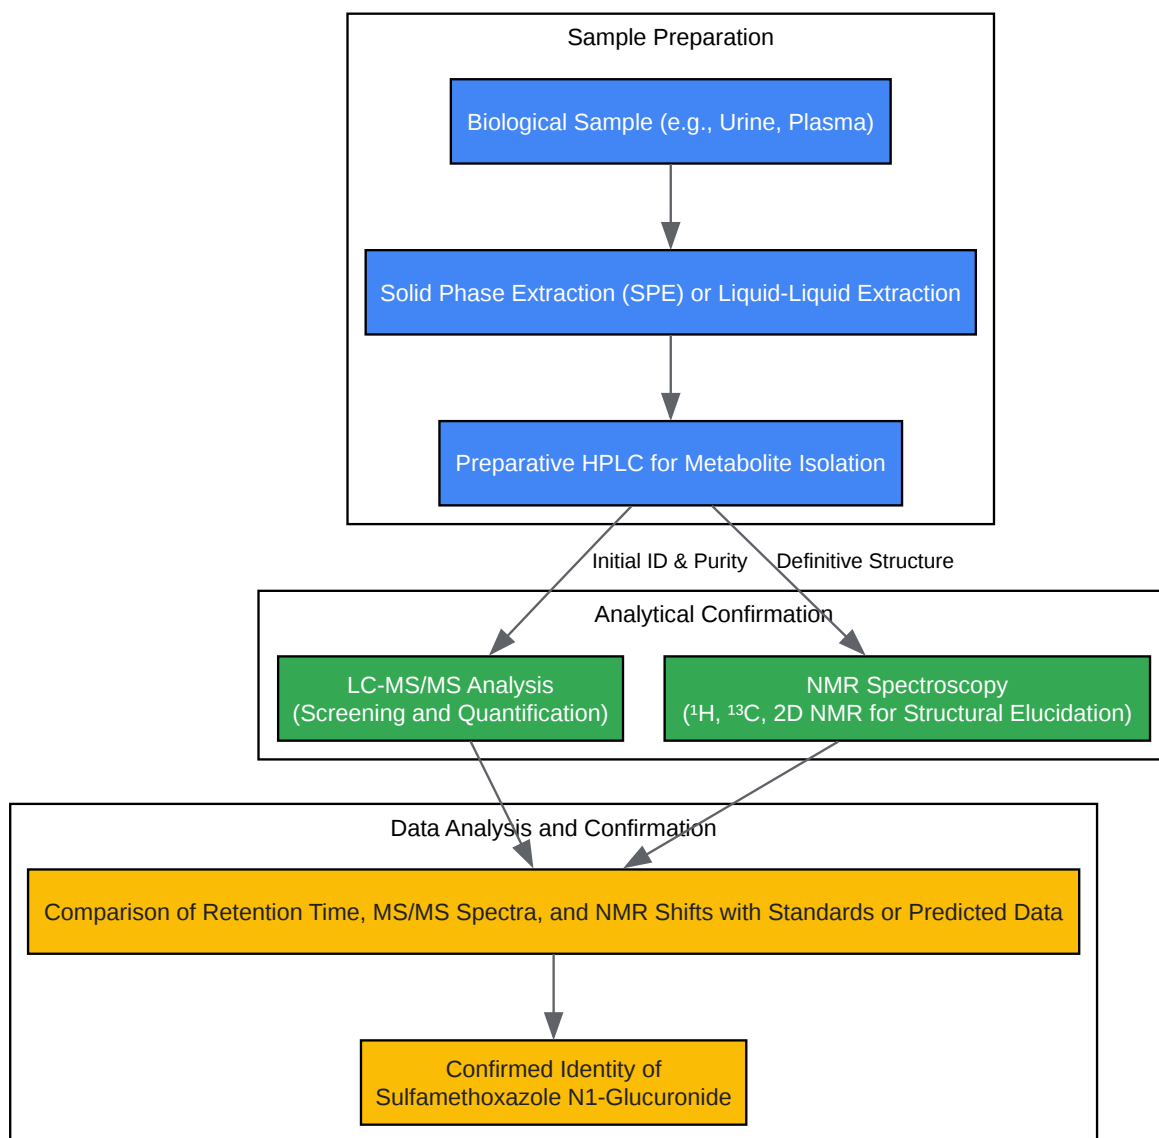 Sample Preparation
Biological Sample (e.g., Urine, Plasma)
Solid Phase Extraction (SPE) or Liquid-Liquid Extraction
Preparative HPLC for Metabolite Isolation
Initial ID & Purity
Definitive Structure
Analytical Confirmation
LC-MS/MS Analysis
(Screening and Quantification)
NMR Spectroscopy
(¹H, ¹³C, 2D NMR for Structural Elucidation)
Data Analysis and Confirmation
Comparison of Retention Time, MS/MS Spectra, and NMR Shifts with Standards or Predicted Data
Confirmed Identity of
Sulfamethoxazole N1-Glucuronide